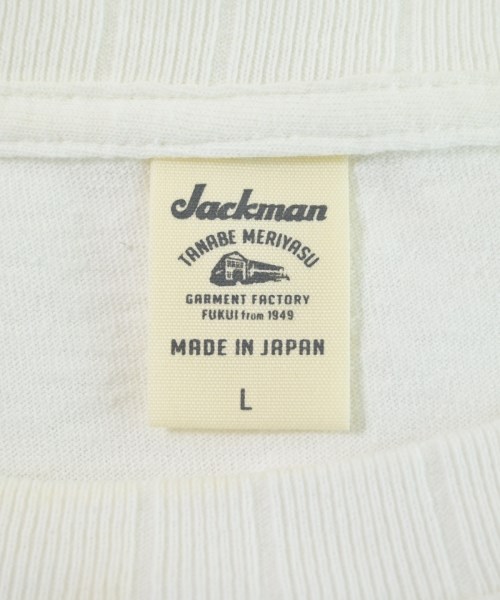 Jackman
TANABE MERIYASU
GARMENT FACTORY
FUKUI from 1949
MADE IN JAPAN
L